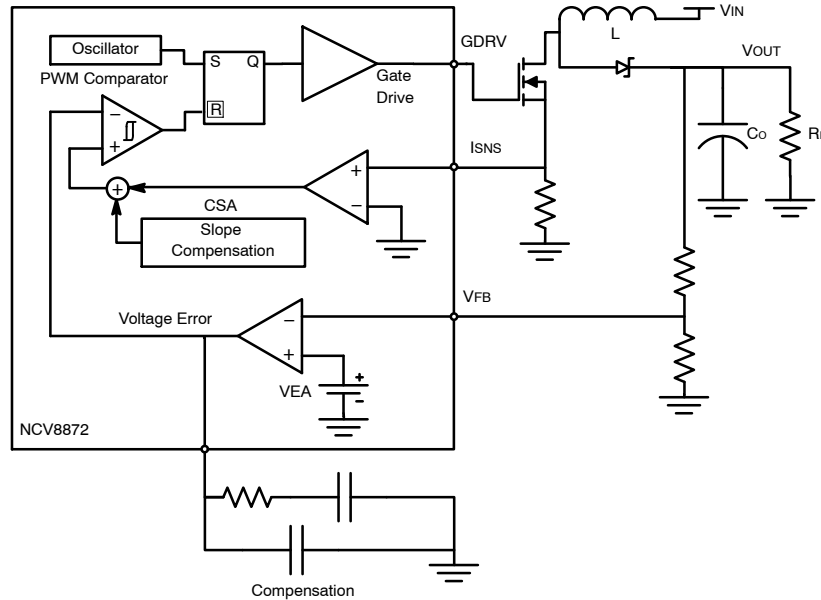 Oscillator
PWM Comparator
S
Q
R
Gate
Drive
GDRV
L
VIN
VOUT
CO
ISNS
CSA
Slope
Compensation
Voltage Error
VFB
VEA
NCV8872
Compensation